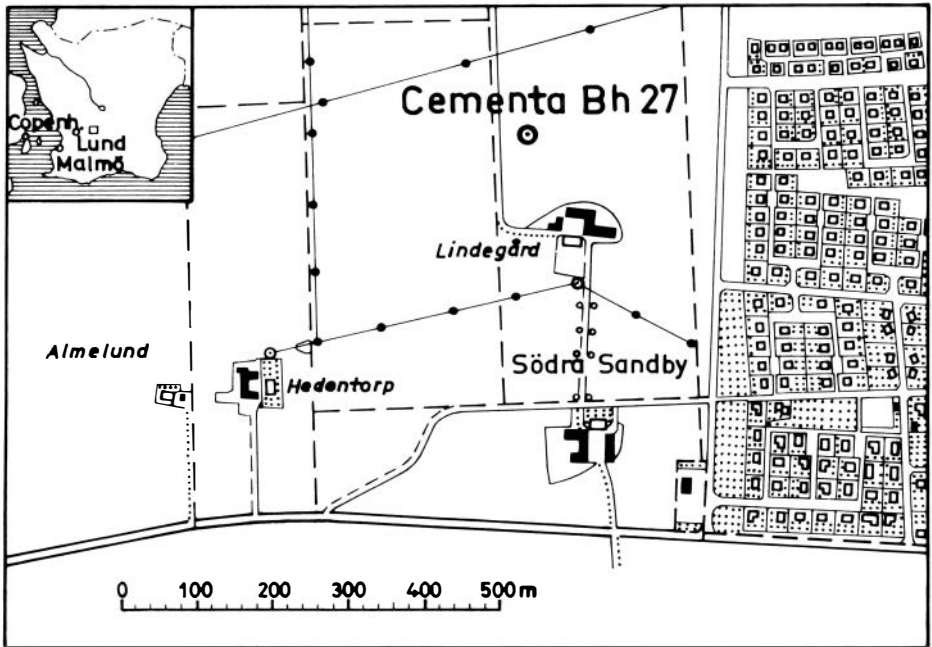 Copenh.
Lund
Malmö
Cementa Bh 27
Lindegård
Almelund
Hedentorp
Södra Sandby
0 100 200 300 400 500 m